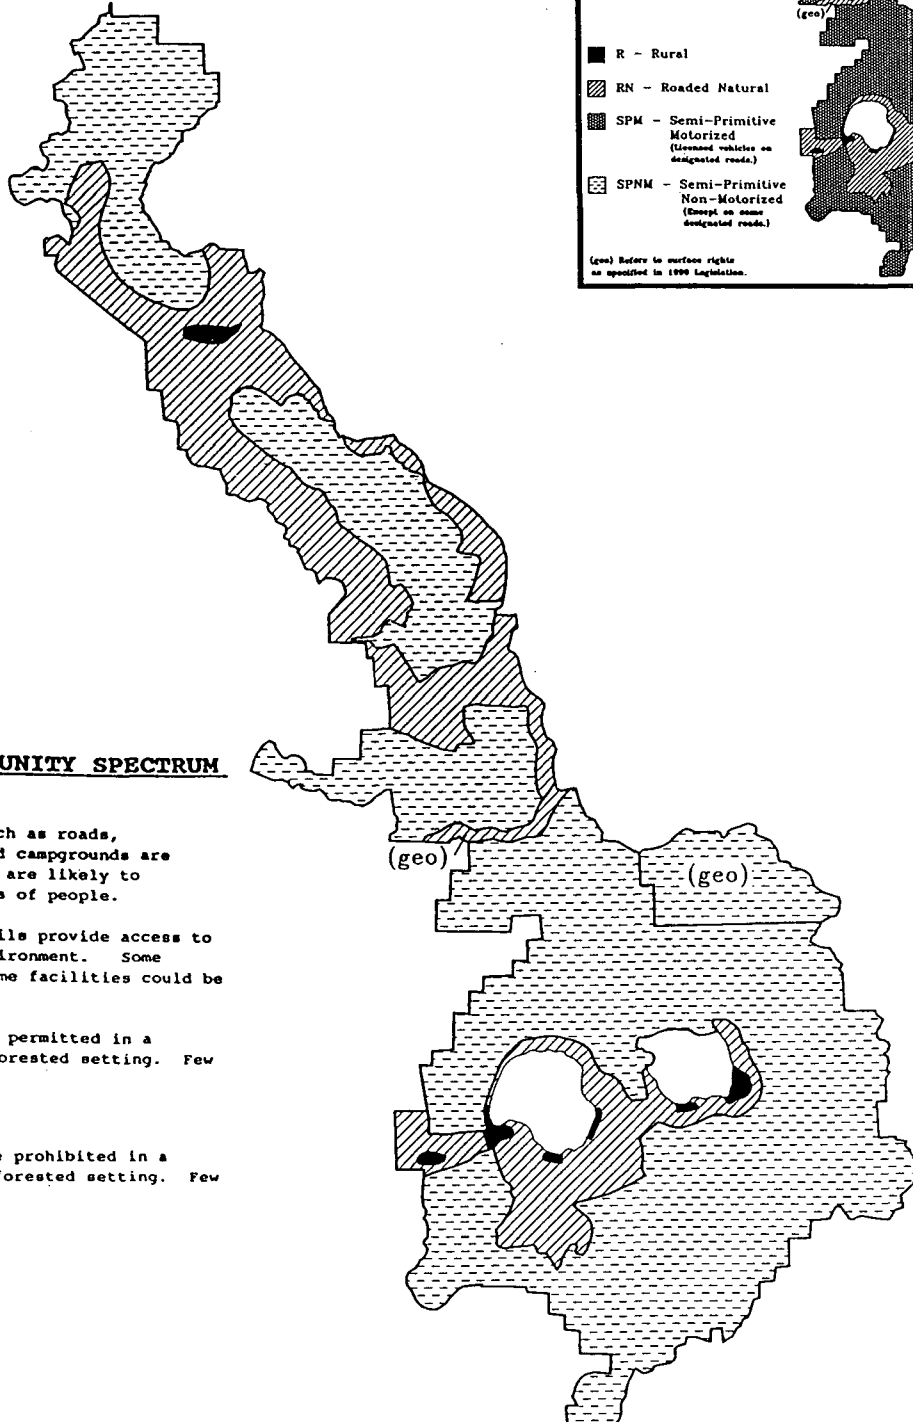 (geo)
R - Rural
RN - Roaded Natural
SPM - Semi-Primitive
Motorized
(Licensed vehicles on
designated roads.)
SPNM - Semi-Primitive
Non-Motorized
(Except on some
designated roads.)
(geo) Refers to surface rights
as specified in 1990 Legislation.
UNITY SPECTRUM
ch as roads,
d campgrounds are
are likely to
s of people.
ils provide access to
ironment. Some
me facilities could be
permitted in a
orested setting. Few
e prohibited in a
forested setting. Few
(geo)
(geo)